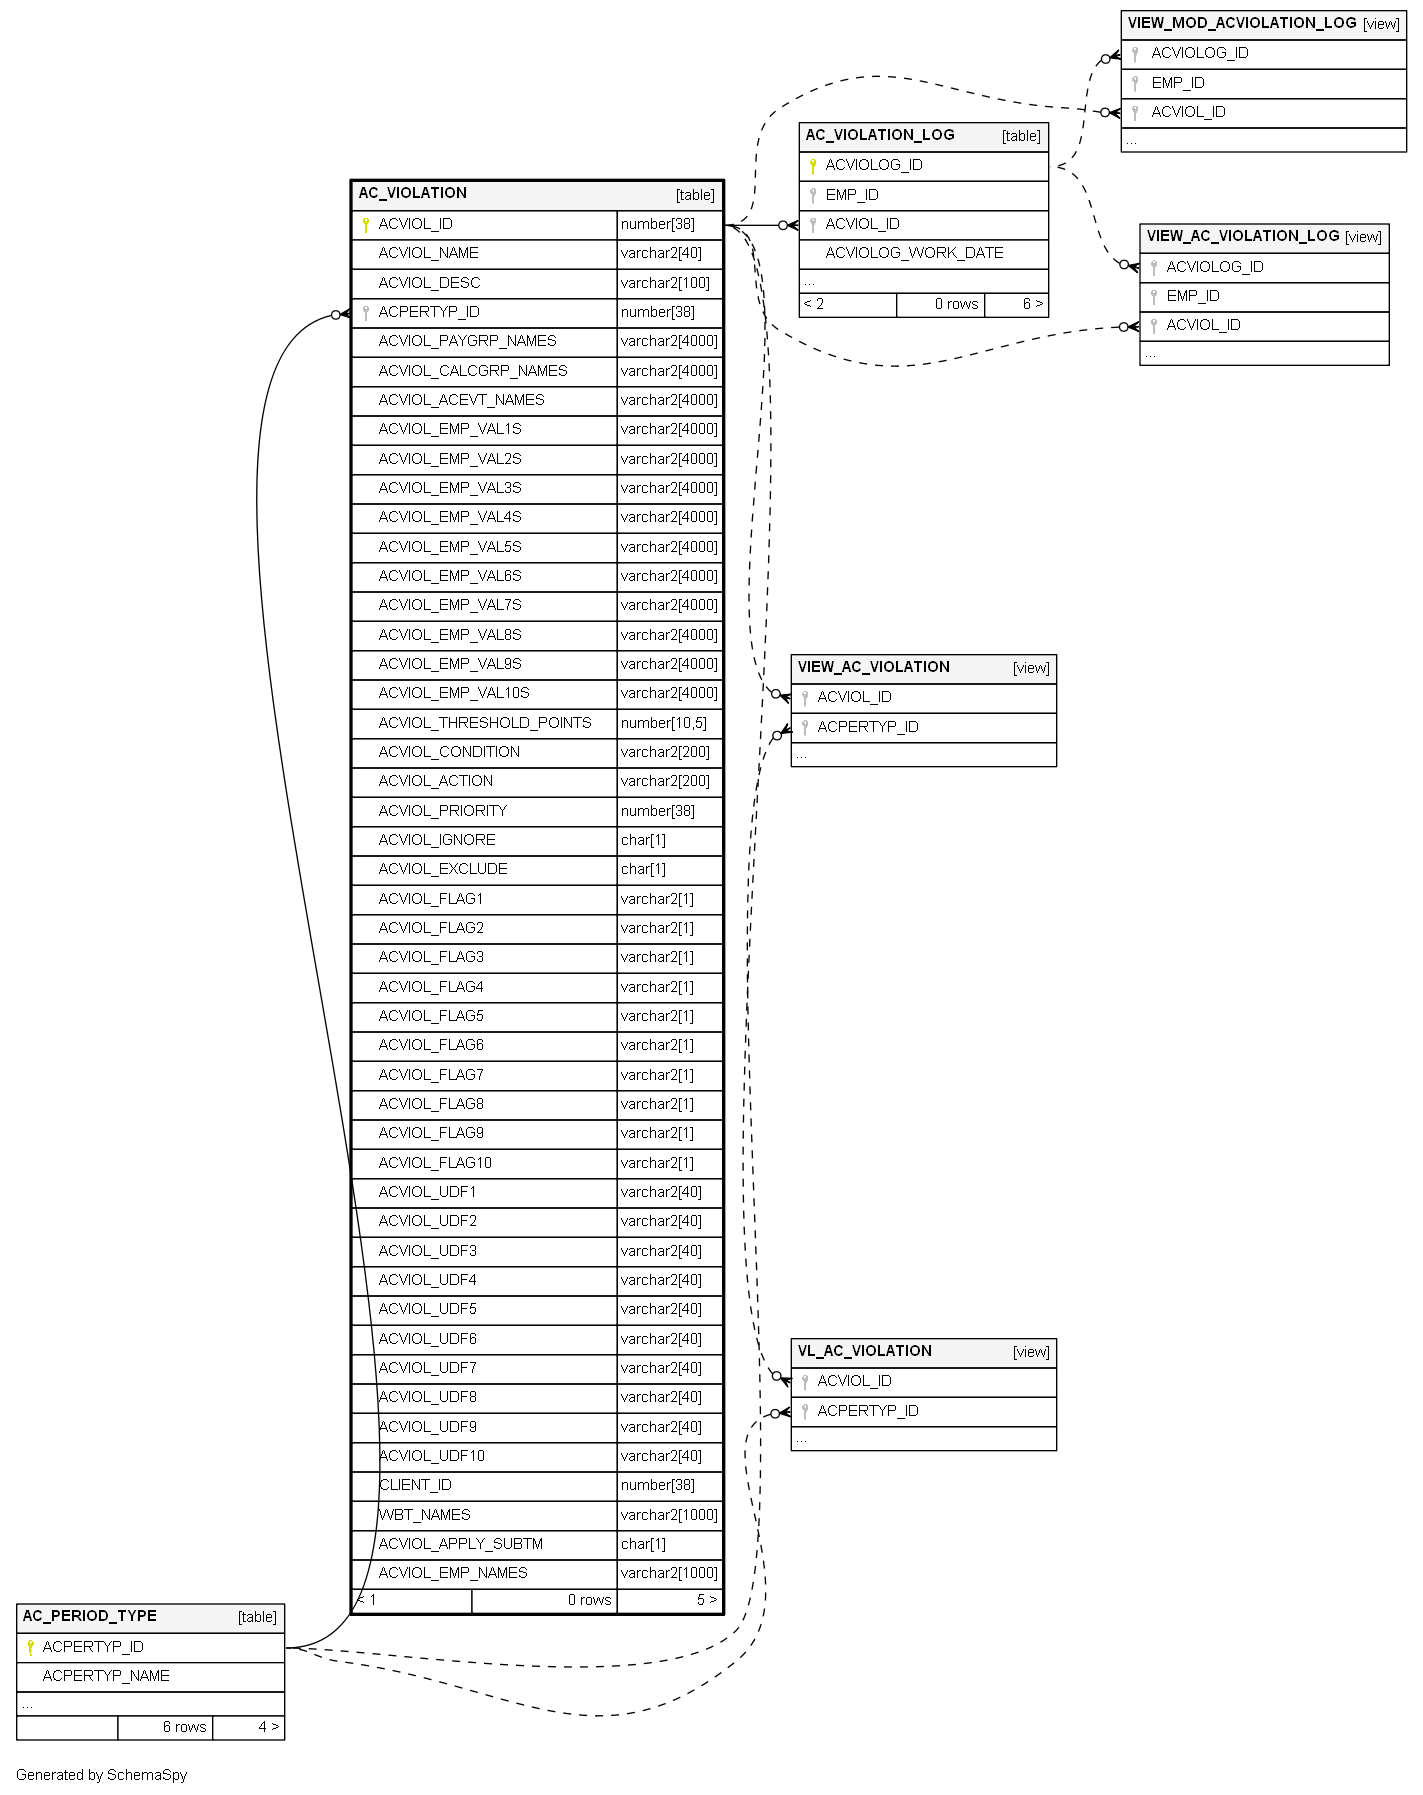 VIEW_MOD_ACVIOLATION_LOG [view]
ACVIOLOG_ID
EMP_ID
ACVIOL_ID
...
AC_VIOLATION_LOG [table]
ACVIOLOG_ID
EMP_ID
ACVIOL_ID
ACVIOLOG_WORK_DATE
...
< 2 0 rows 6 >
VIEW_AC_VIOLATION_LOG [view]
ACVIOLOG_ID
EMP_ID
ACVIOL_ID
...
AC_VIOLATION [table]
ACVIOL_ID number[38]
ACVIOL_NAME varchar2[40]
ACVIOL_DESC varchar2[100]
ACPERTYP_ID number[38]
ACVIOL_PAYGRP_NAMES varchar2[4000]
ACVIOL_CALCGRP_NAMES varchar2[4000]
ACVIOL_ACEVT_NAMES varchar2[4000]
ACVIOL_EMP_VAL1S varchar2[4000]
ACVIOL_EMP_VAL2S varchar2[4000]
ACVIOL_EMP_VAL3S varchar2[4000]
ACVIOL_EMP_VAL4S varchar2[4000]
ACVIOL_EMP_VAL5S varchar2[4000]
ACVIOL_EMP_VAL6S varchar2[4000]
ACVIOL_EMP_VAL7S varchar2[4000]
ACVIOL_EMP_VAL8S varchar2[4000]
ACVIOL_EMP_VAL9S varchar2[4000]
ACVIOL_EMP_VAL10S varchar2[4000]
ACVIOL_THRESHOLD_POINTS number[10,5]
ACVIOL_CONDITION varchar2[200]
ACVIOL_ACTION varchar2[200]
ACVIOL_PRIORITY number[38]
ACVIOL_IGNORE char[1]
ACVIOL_EXCLUDE char[1]
ACVIOL_FLAG1 varchar2[1]
ACVIOL_FLAG2 varchar2[1]
ACVIOL_FLAG3 varchar2[1]
ACVIOL_FLAG4 varchar2[1]
ACVIOL_FLAG5 varchar2[1]
ACVIOL_FLAG6 varchar2[1]
ACVIOL_FLAG7 varchar2[1]
ACVIOL_FLAG8 varchar2[1]
ACVIOL_FLAG9 varchar2[1]
ACVIOL_FLAG10 varchar2[1]
ACVIOL_UDF1 varchar2[40]
ACVIOL_UDF2 varchar2[40]
ACVIOL_UDF3 varchar2[40]
ACVIOL_UDF4 varchar2[40]
ACVIOL_UDF5 varchar2[40]
ACVIOL_UDF6 varchar2[40]
ACVIOL_UDF7 varchar2[40]
ACVIOL_UDF8 varchar2[40]
ACVIOL_UDF9 varchar2[40]
ACVIOL_UDF10 varchar2[40]
CLIENT_ID number[38]
WBT_NAMES varchar2[1000]
ACVIOL_APPLY_SUBTM char[1]
ACVIOL_EMP_NAMES varchar2[1000]
< 1 0 rows 5 >
VIEW_AC_VIOLATION [view]
ACVIOL_ID
ACPERTYP_ID
...
VL_AC_VIOLATION [view]
ACVIOL_ID
ACPERTYP_ID
...
AC_PERIOD_TYPE [table]
ACPERTYP_ID
ACPERTYP_NAME
...
6 rows 4 >
Generated by SchemaSpy